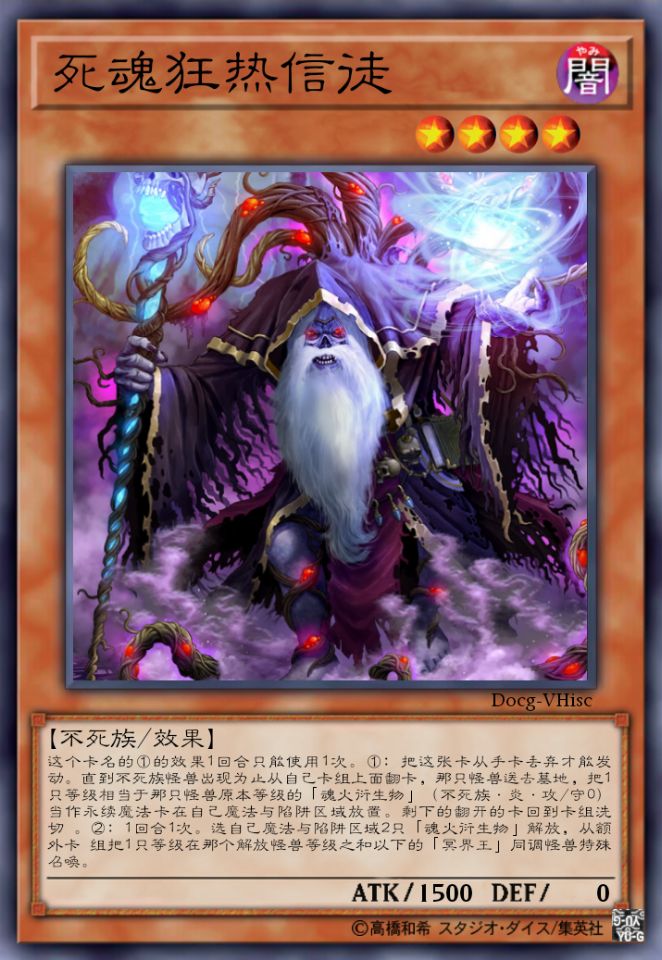 死魂狂热信徒
やみ
闇
Docg-VHisc
【不死族/效果】
这个卡名的①的效果1回合只能使用1次。①：把这张卡从手卡去弃才能发
动。直到不死族怪兽出现为止从自己卡组上面翻卡，那只怪兽送去墓地，把1
只等级相当于那只怪兽原本等级的「魂火衍生物」（不死族・炎・攻/守0）
当作永续魔法卡在自己魔法与陷阱区域放置。剩下的翻开的卡回到卡组洗
切 。②：1回合1次。选自己魔法与陷阱区域2只「魂火衍生物」解放，从额
外卡 组把1只等级在那个解放怪兽等级之和以下的「冥界王」同调怪兽特殊
召唤。
ATK/1500 DEF/ 0
©高橋和希 スタジオ・ダイス/集英社